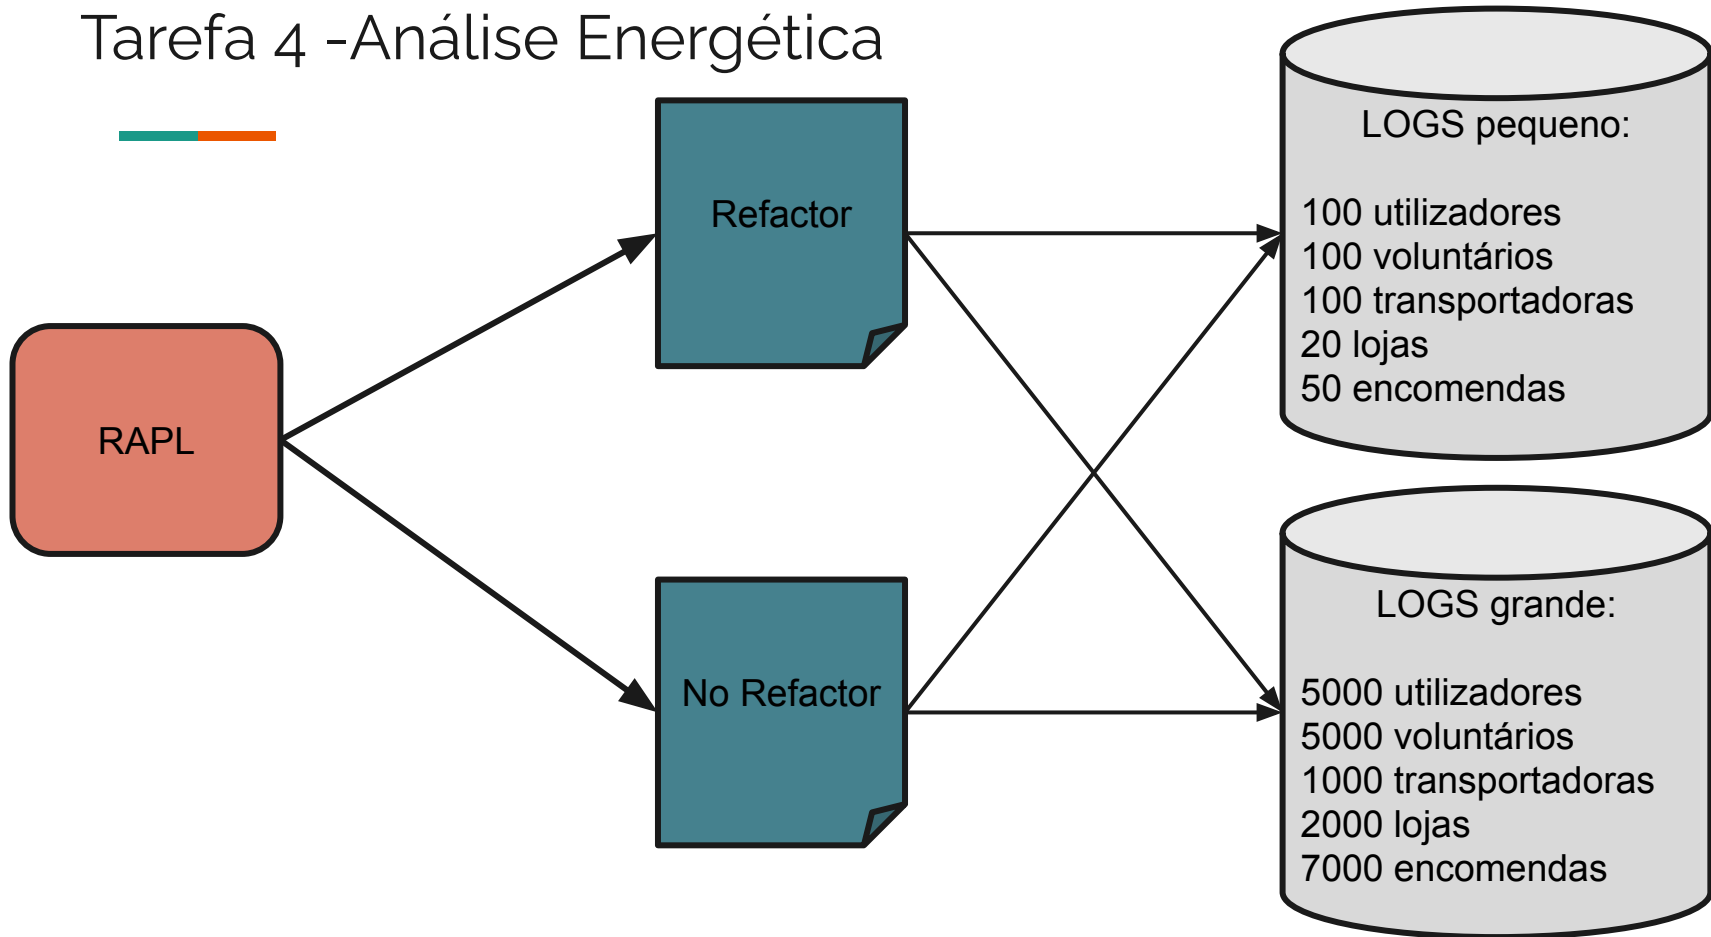 Tarefa 4 -Análise Energética
RAPL
Refactor
No Refactor
LOGS pequeno:
100 utilizadores
100 voluntários
100 transportadoras
20 lojas
50 encomendas
LOGS grande:
5000 utilizadores
5000 voluntários
1000 transportadoras
2000 lojas
7000 encomendas